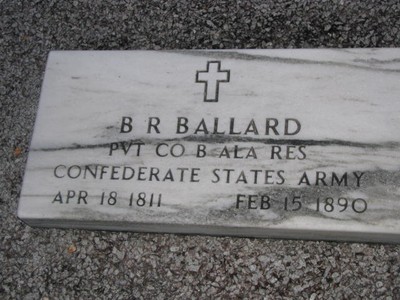 B R BALLARD
PVT CO B ALA RES
CONFEDERATE STATES ARMY
APR 18 1811 FEB 15 1890